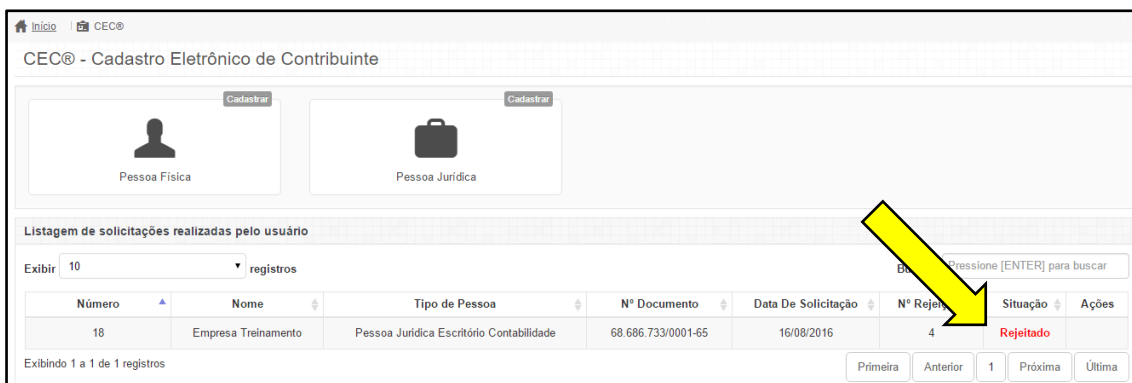 Início CEC®
CEC® - Cadastro Eletrônico de Contribuinte
Cadastrar Cadastrar
Pessoa Física Pessoa Jurídica
Listagem de solicitações realizadas pelo usuário
Exibir 10 registros Pressione [ENTER] para buscar
Número Nome Tipo de Pessoa Nº Documento Data De Solicitação Nº Situação Ações
18 Empresa Treinamento Pessoa Juridica Escritório Contabilidade 68.686.733/0001-65 16/08/2016 4 Rejeitado
Exibindo 1 a 1 de 1 registros Primeira Anterior 1 Próxima Última